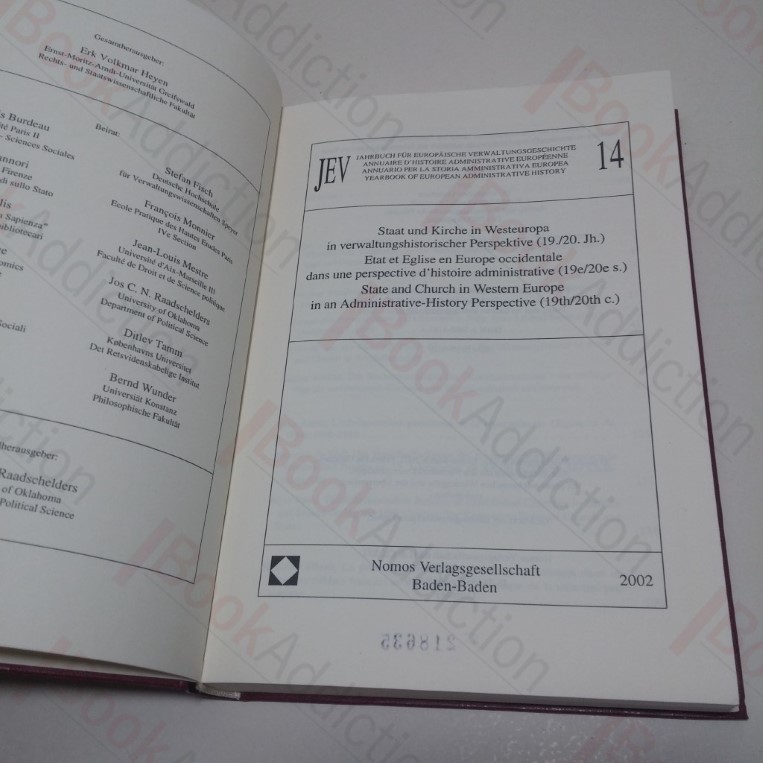 Gesamtherausgeber:
Erk Volkmar Heyen
Ernst-Moritz-Arndt-Universität Greifswald
Rechts- und Staatswissenschaftliche Fakultät
Burdeau
Paris II
Sciences Sociales
Firenze
di sullo Stato
Sapienza"
Sociali
Raadschelders
of Oklahoma
Political Science
Beirat:
Stefan Fisch
Deutsche Hochschule
für Verwaltungswissenschaften Speyer
François Monnier
Ecole Pratique des Hautes Etudes Paris
IVe Section
Jean-Louis Mestre
Université d'Aix-Marseille III
Faculté de Droit et de Science politique
Jos C. N. Raadschelders
University of Oklahoma
Department of Political Science
Ditlev Tamm
Københavns Universitet
Det Retsvidenskabelige Institut
Bernd Wunder
Universität Konstanz
Philosophische Fakultät
JEV
JAHRBUCH FÜR EUROPÄISCHE VERWALTUNGSGESCHICHTE
ANNUAIRE D'HISTOIRE ADMINISTRATIVE EUROPÉENNE
ANNUARIO PER LA STORIA AMMINISTRATIVA EUROPEA
YEARBOOK OF EUROPEAN ADMINISTRATIVE HISTORY
14
Staat und Kirche in Westeuropa
in verwaltungshistorischer Perspektive (19./20. Jh.)
Etat et Eglise en Europe occidentale
dans une perspective d'histoire administrative (19e/20e s.)
State and Church in Western Europe
in an Administrative-History Perspective (19th/20th c.)
Nomos Verlagsgesellschaft
Baden-Baden
2002
218635
BookAddiction